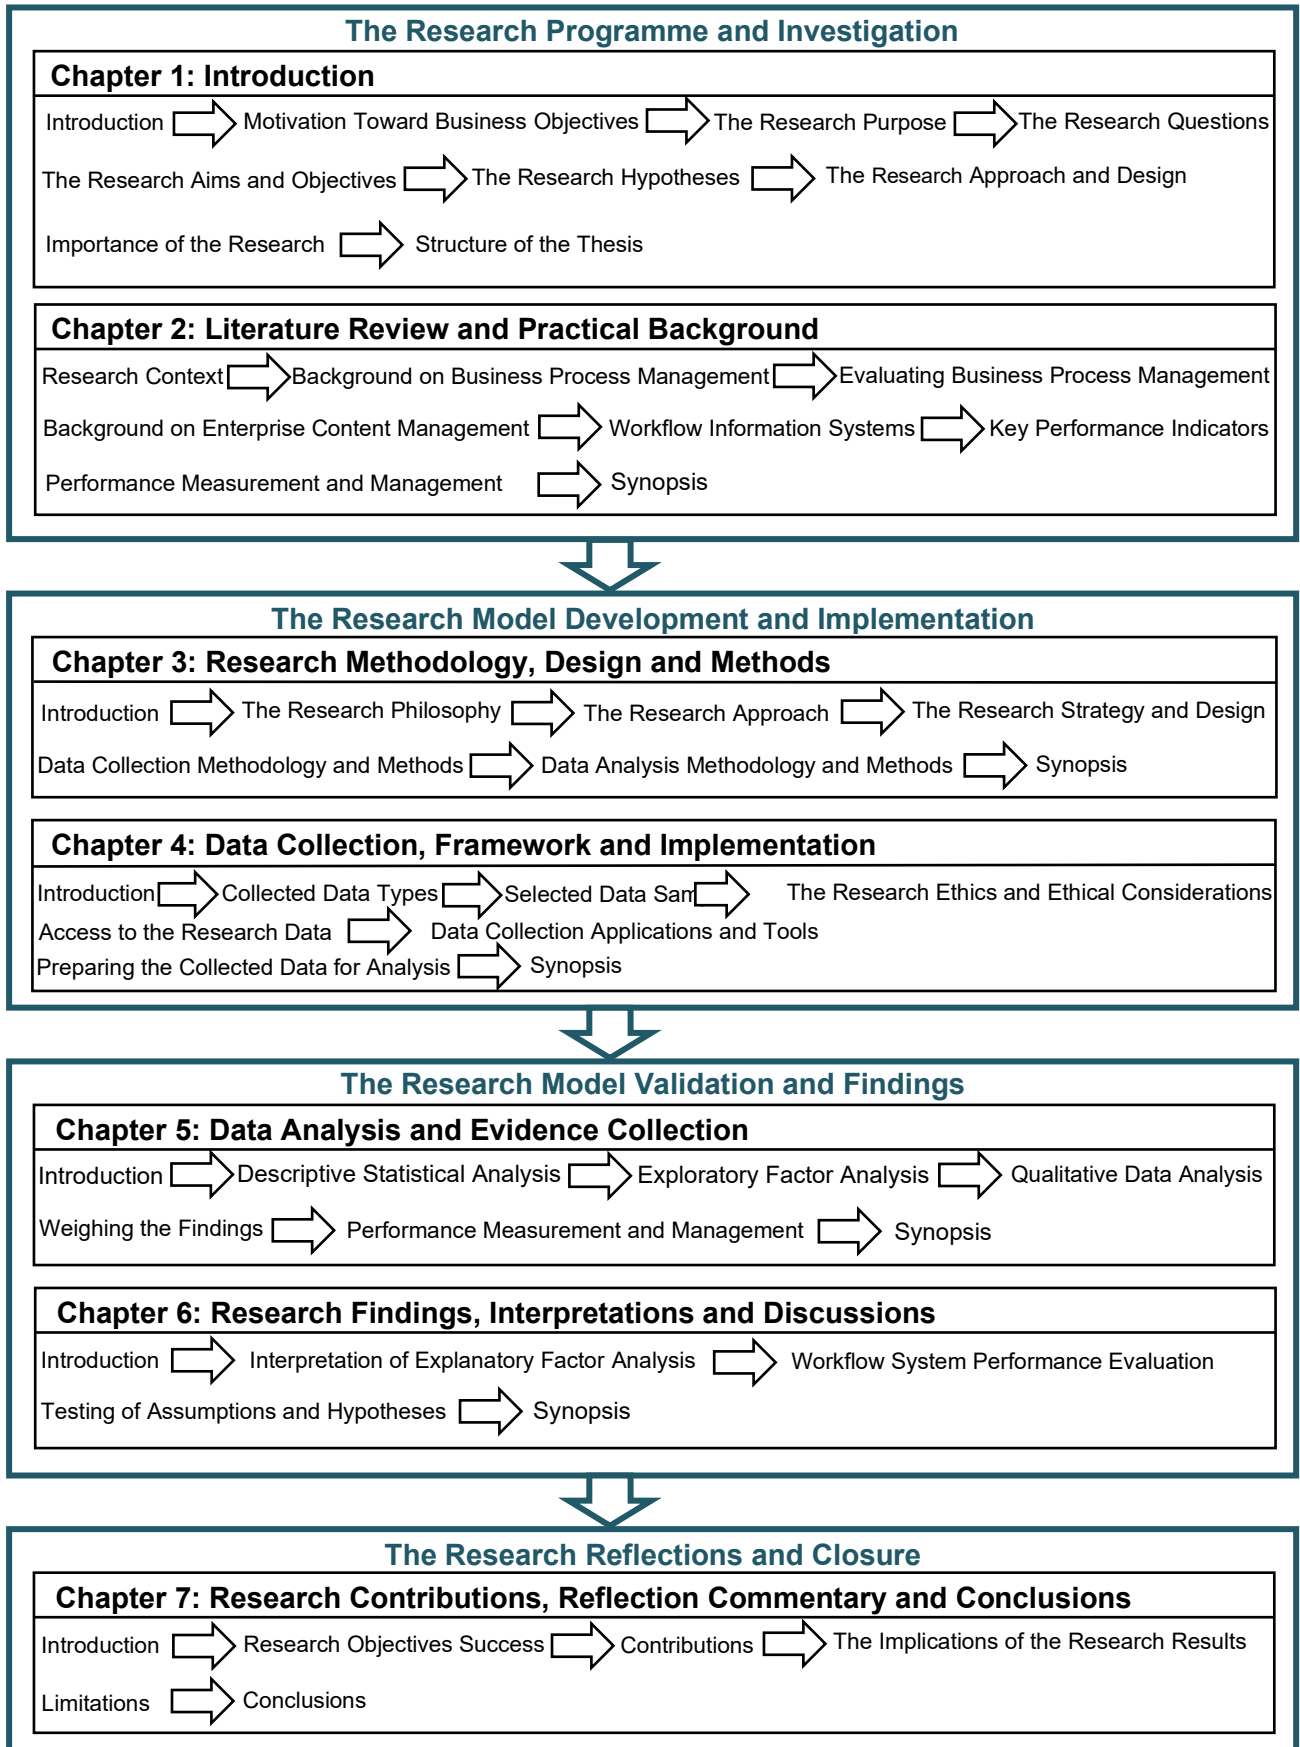 The Research Programme and Investigation
Chapter 1: Introduction
Introduction Motivation Toward Business Objectives The Research Purpose The Research Questions
The Research Aims and Objectives The Research Hypotheses The Research Approach and Design
Importance of the Research Structure of the Thesis
Chapter 2: Literature Review and Practical Background
Research Context Background on Business Process Management Evaluating Business Process Management
Background on Enterprise Content Management Workflow Information Systems Key Performance Indicators
Performance Measurement and Management Synopsis
The Research Model Development and Implementation
Chapter 3: Research Methodology, Design and Methods
Introduction The Research Philosophy The Research Approach The Research Strategy and Design
Data Collection Methodology and Methods Data Analysis Methodology and Methods Synopsis
Chapter 4: Data Collection, Framework and Implementation
Introduction Collected Data Types Selected Data The Research Ethics and Ethical Considerations
Access to the Research Data Data Collection Applications and Tools
Preparing the Collected Data for Analysis Synopsis
The Research Model Validation and Findings
Chapter 5: Data Analysis and Evidence Collection
Introduction Descriptive Statistical Analysis Exploratory Factor Analysis Qualitative Data Analysis
Weighing the Findings Performance Measurement and Management Synopsis
Chapter 6: Research Findings, Interpretations and Discussions
Introduction Interpretation of Explanatory Factor Analysis Workflow System Performance Evaluation
Testing of Assumptions and Hypotheses Synopsis
The Research Reflections and Closure
Chapter 7: Research Contributions, Reflection Commentary and Conclusions
Introduction Research Objectives Success Contributions The Implications of the Research Results
Limitations Conclusions